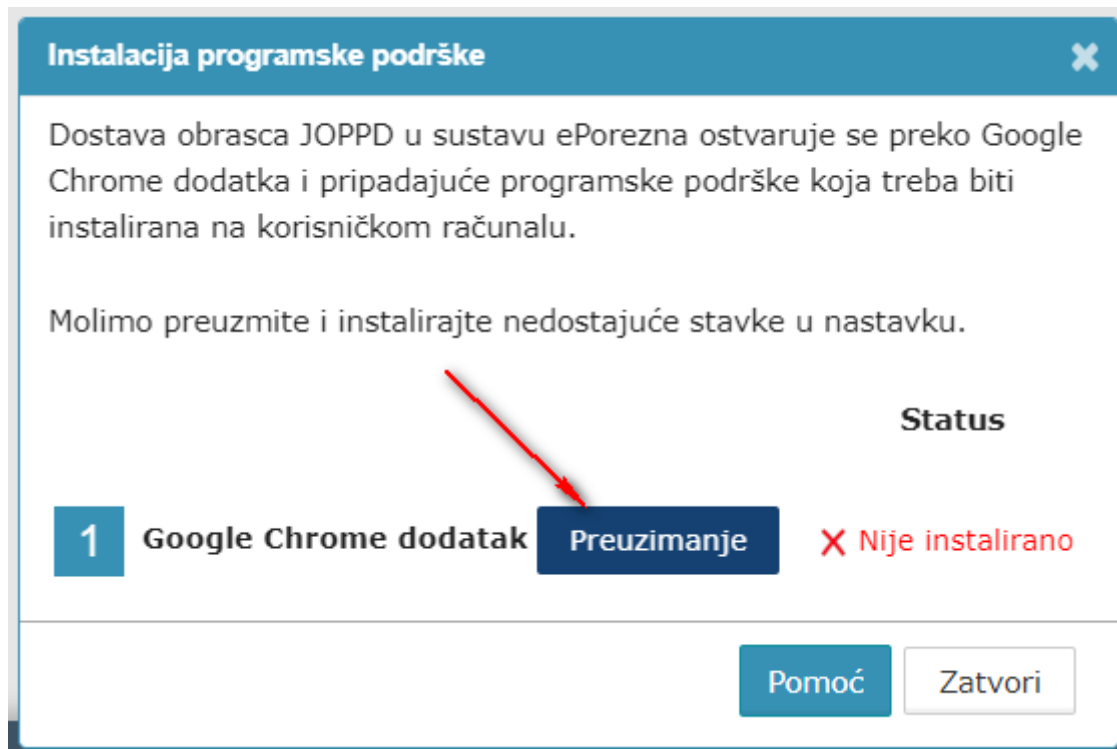 Instalacija programske podrške
Dostava obrasca JOPPD u sustavu ePorezna ostvaruje se preko Google
Chrome dodatka i pripadajuće programske podrške koja treba biti
instalirana na korisničkom računalu.
Molimo preuzmite i instalirajte nedostajuće stavke u nastavku.
Status
1 Google Chrome dodatak Preuzimanje Nije instalirano
Pomoć Zatvori